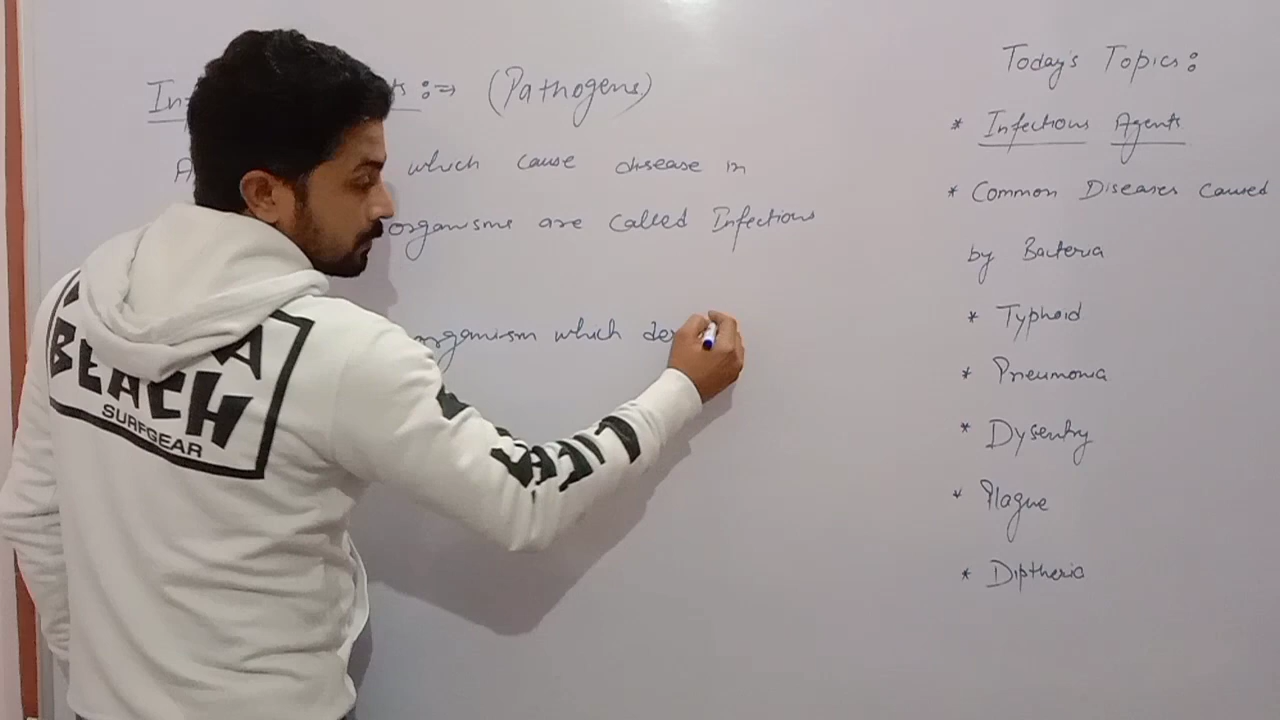 :⇒ (Pathogens)
which cause disease in
organisms are called Infectious
organism which
Today's Topics:
* Infectious Agents
* Common Diseases Caused
by Bacteria
* Typhoid
* Pneumonia
* Dysentry
* Plague
* Diptheria
BEACH
SURFGEAR